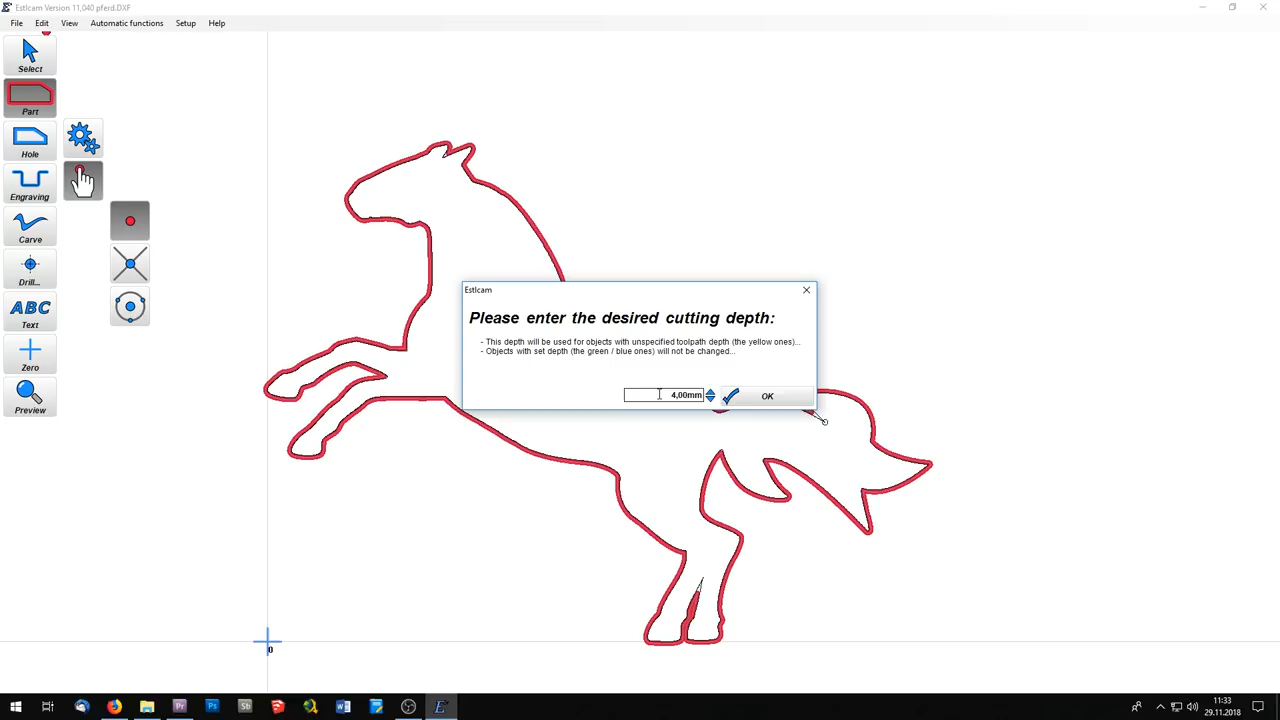 Estlcam Version 11,040 pferd.DXF
File Edit View Automatic functions Setup Help
Select
Part
Hole
Engraving
Carve
Drill...
ABC
Text
Zero
Preview
Estlcam
Please enter the desired cutting depth:
- This depth will be used for objects with unspecified toolpath depth (the yellow ones)...
- Objects with set depth (the green / blue ones) will not be changed...
4,00mm OK
0
Pr Ps Sb W E
11:33
29.11.2018